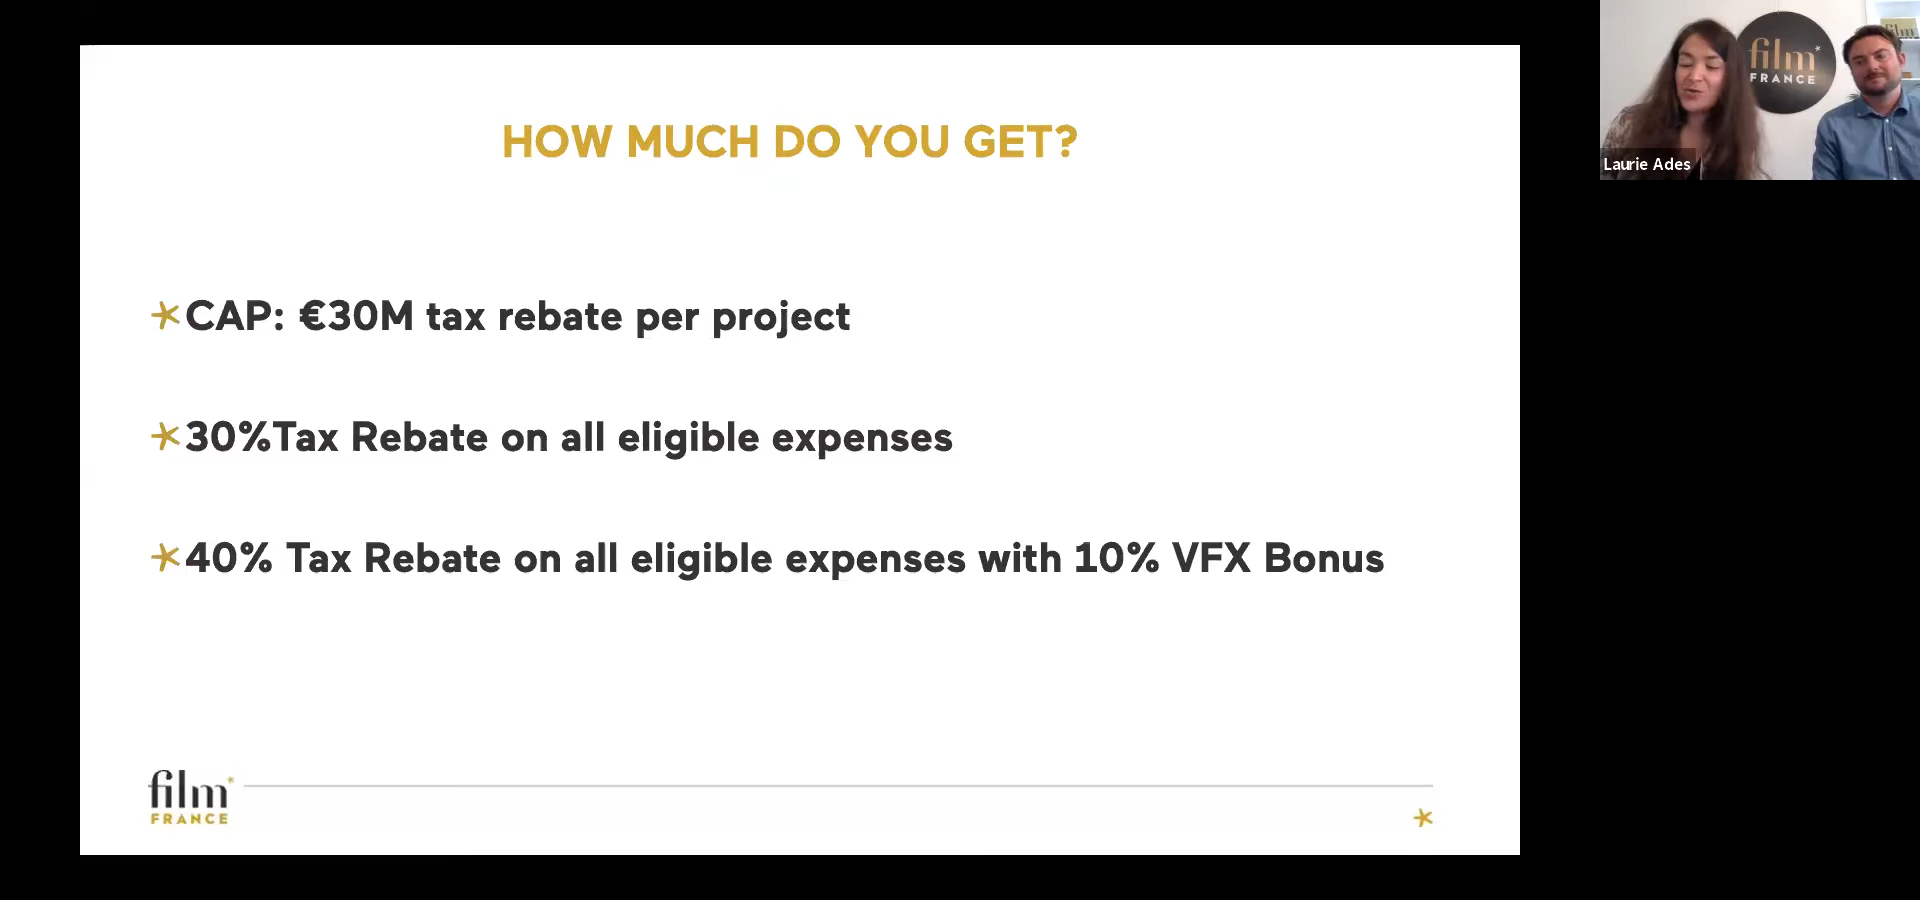 HOW MUCH DO YOU GET?
CAP: €30M tax rebate per project
30%Tax Rebate on all eligible expenses
40% Tax Rebate on all eligible expenses with 10% VFX Bonus
film
FRANCE
film
FRANCE
film
Laurie Ades